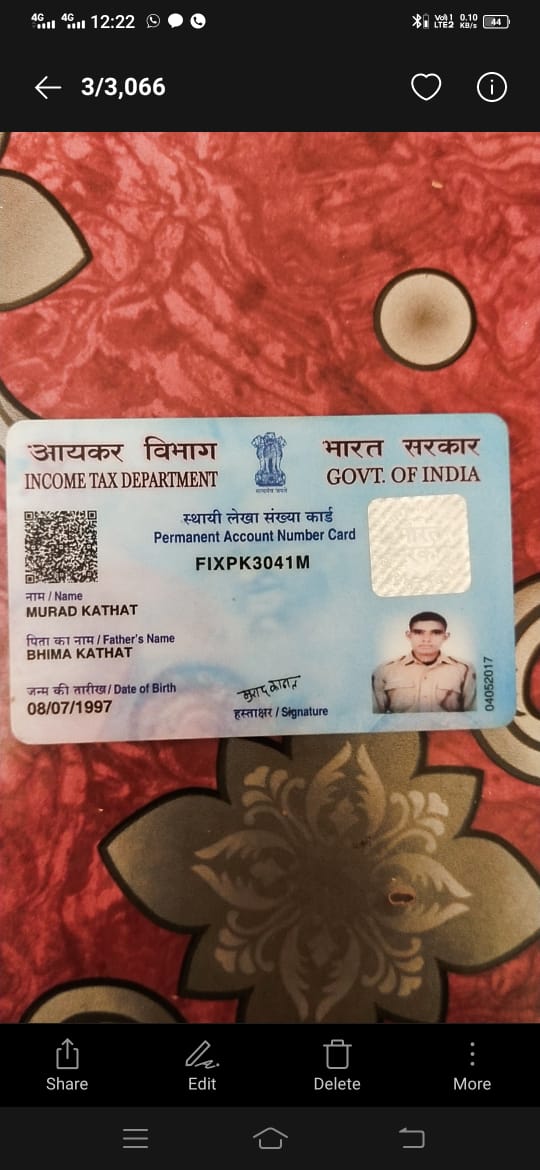 4G 4G 12:22 Vo)) 1 LTE2 0.10 KB/s 44
3/3,066
आयकर विभाग भारत सरकार
INCOME TAX DEPARTMENT GOVT. OF INDIA
सत्यमेव जयते
स्थायी लेखा संख्या कार्ड
Permanent Account Number Card
FIXPK3041M
नाम / Name
MURAD KATHAT
पिता का नाम / Father's Name
BHIMA KATHAT
जन्म की तारीख / Date of Birth
08/07/1997
हस्ताक्षर / Signature
04052017
Share Edit Delete More